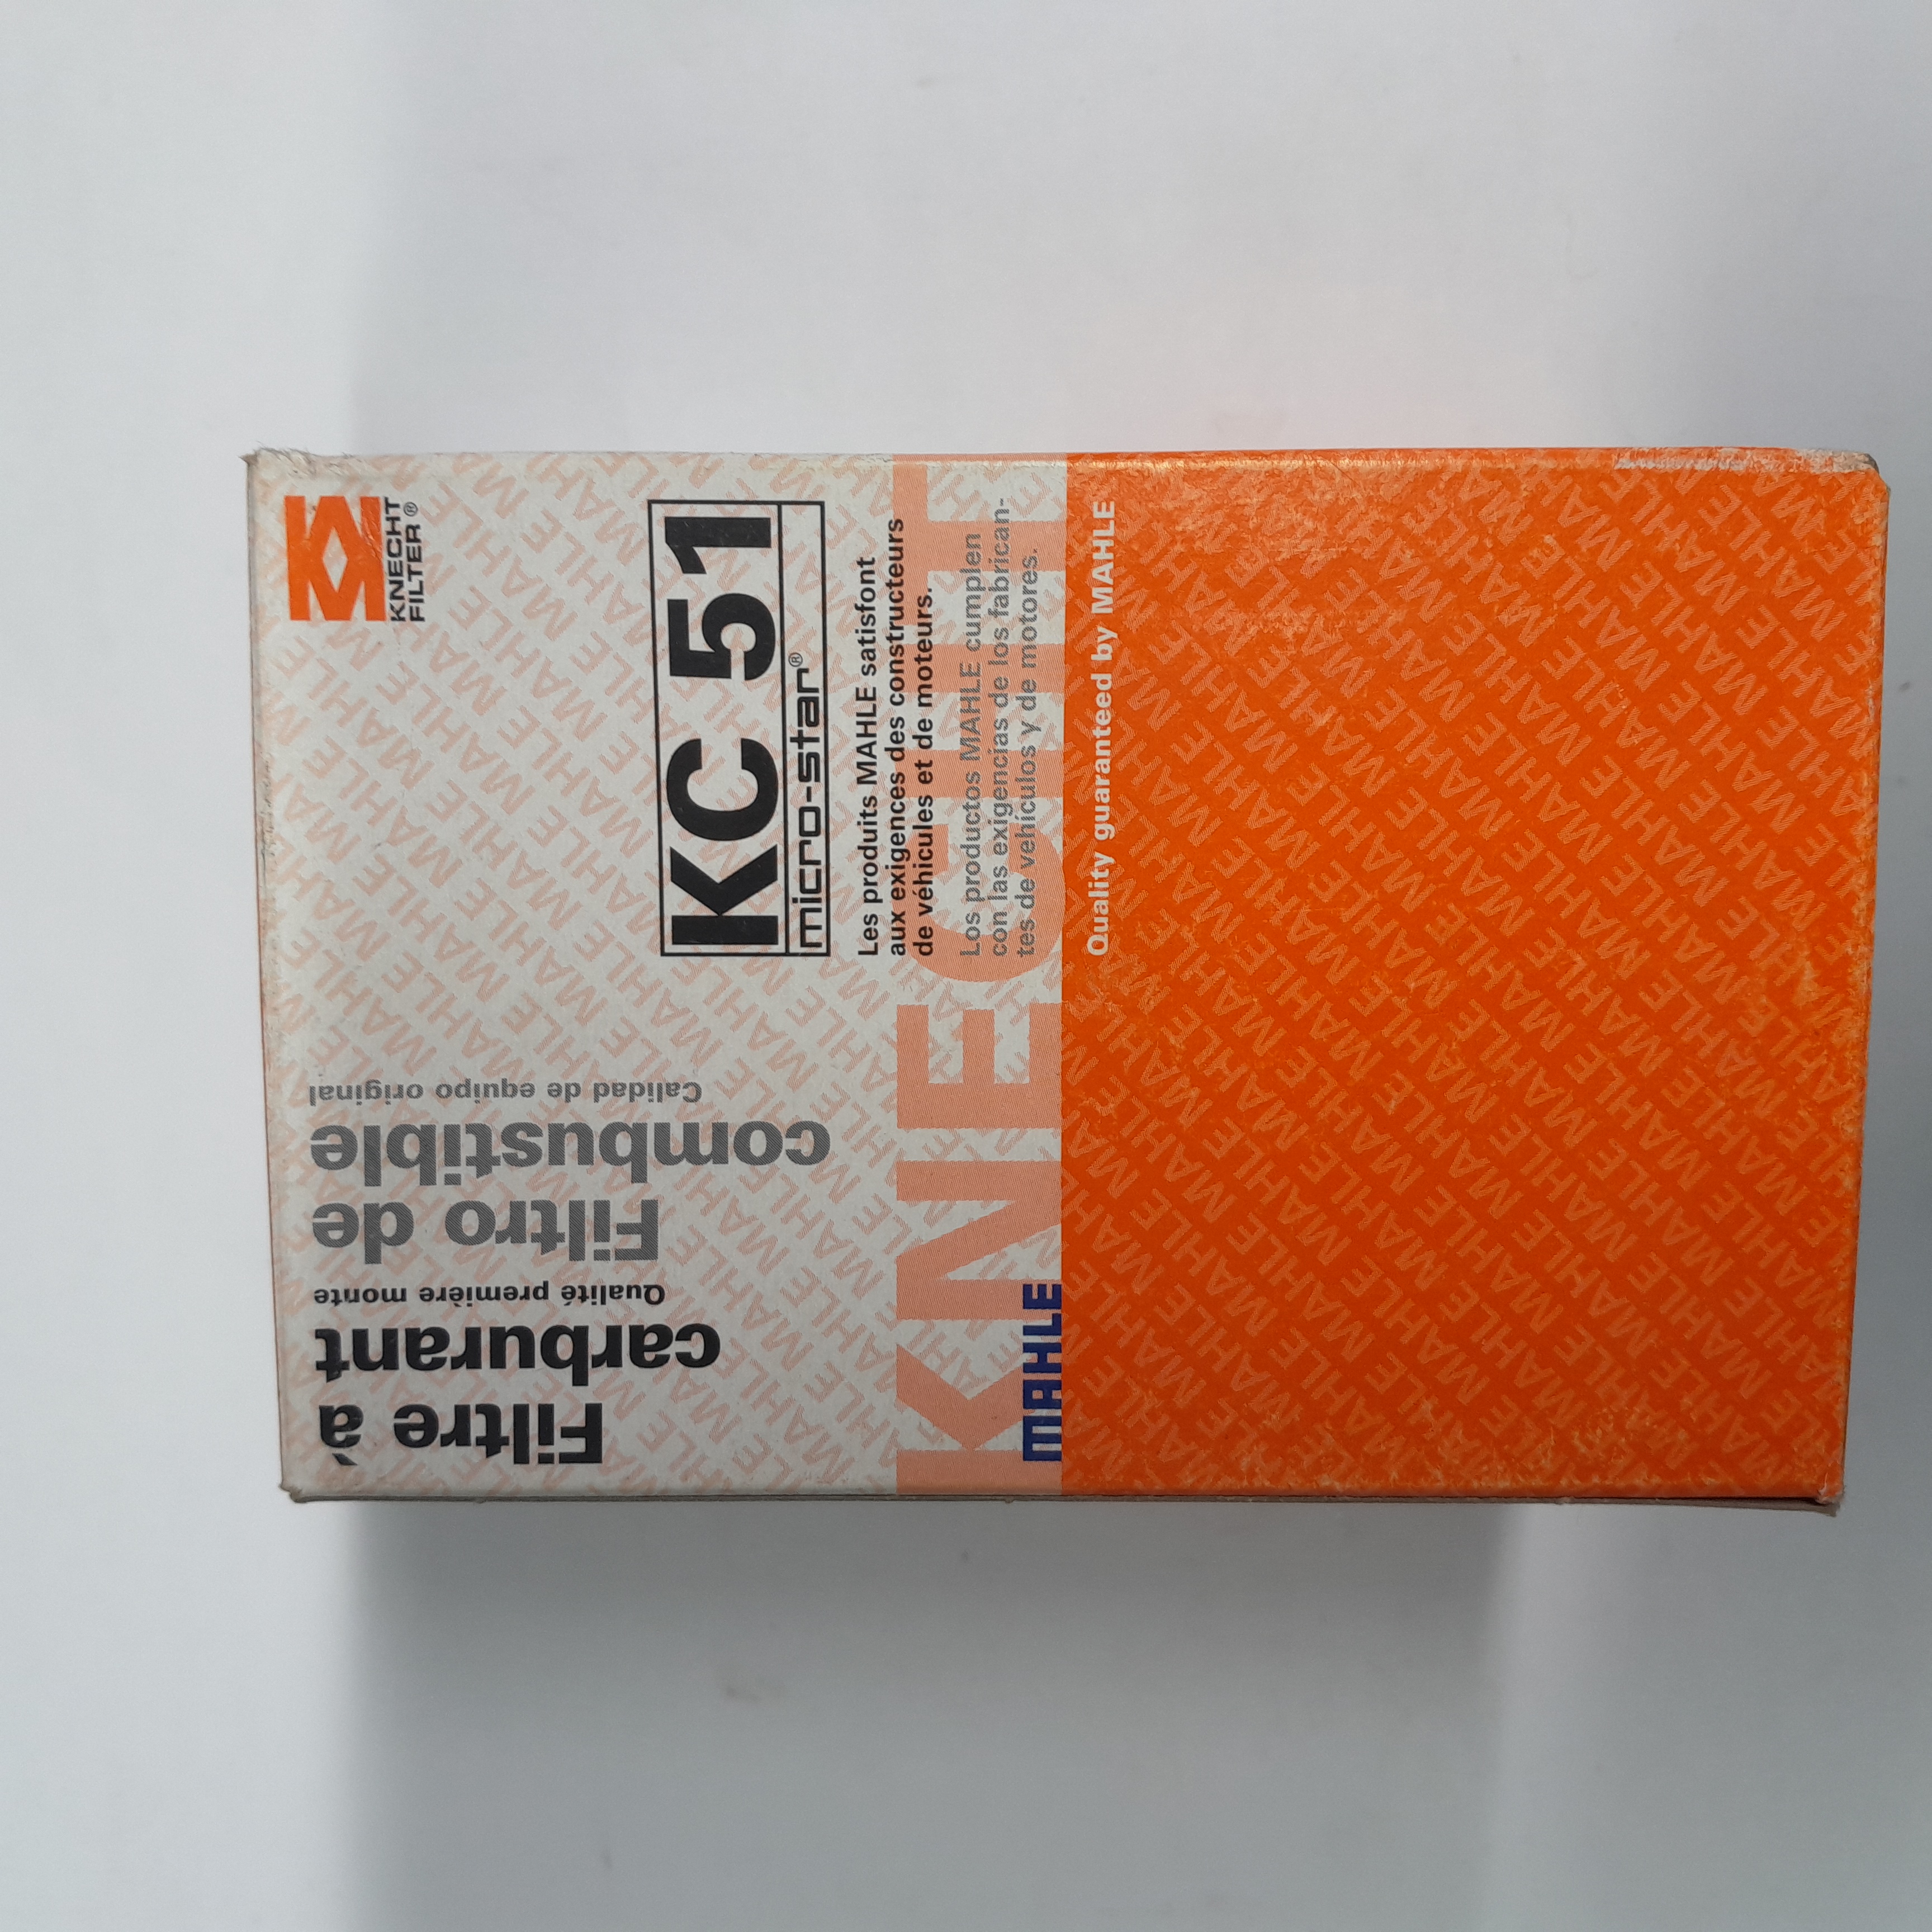 KNECHT
FILTER®
KC 51
micro-star®
Les produits MAHLE satisfont
aux exigences des constructeurs
de véhicules et de moteurs.
Los productos MAHLE cumplen
con las exigencias de los fabrican-
tes de vehículos y de motores.
Quality guaranteed by MAHLE
Filtre à
carburant
Qualité première monte
Filtro de
combustible
Calidad de equipo original
KNECHT
MAHLE